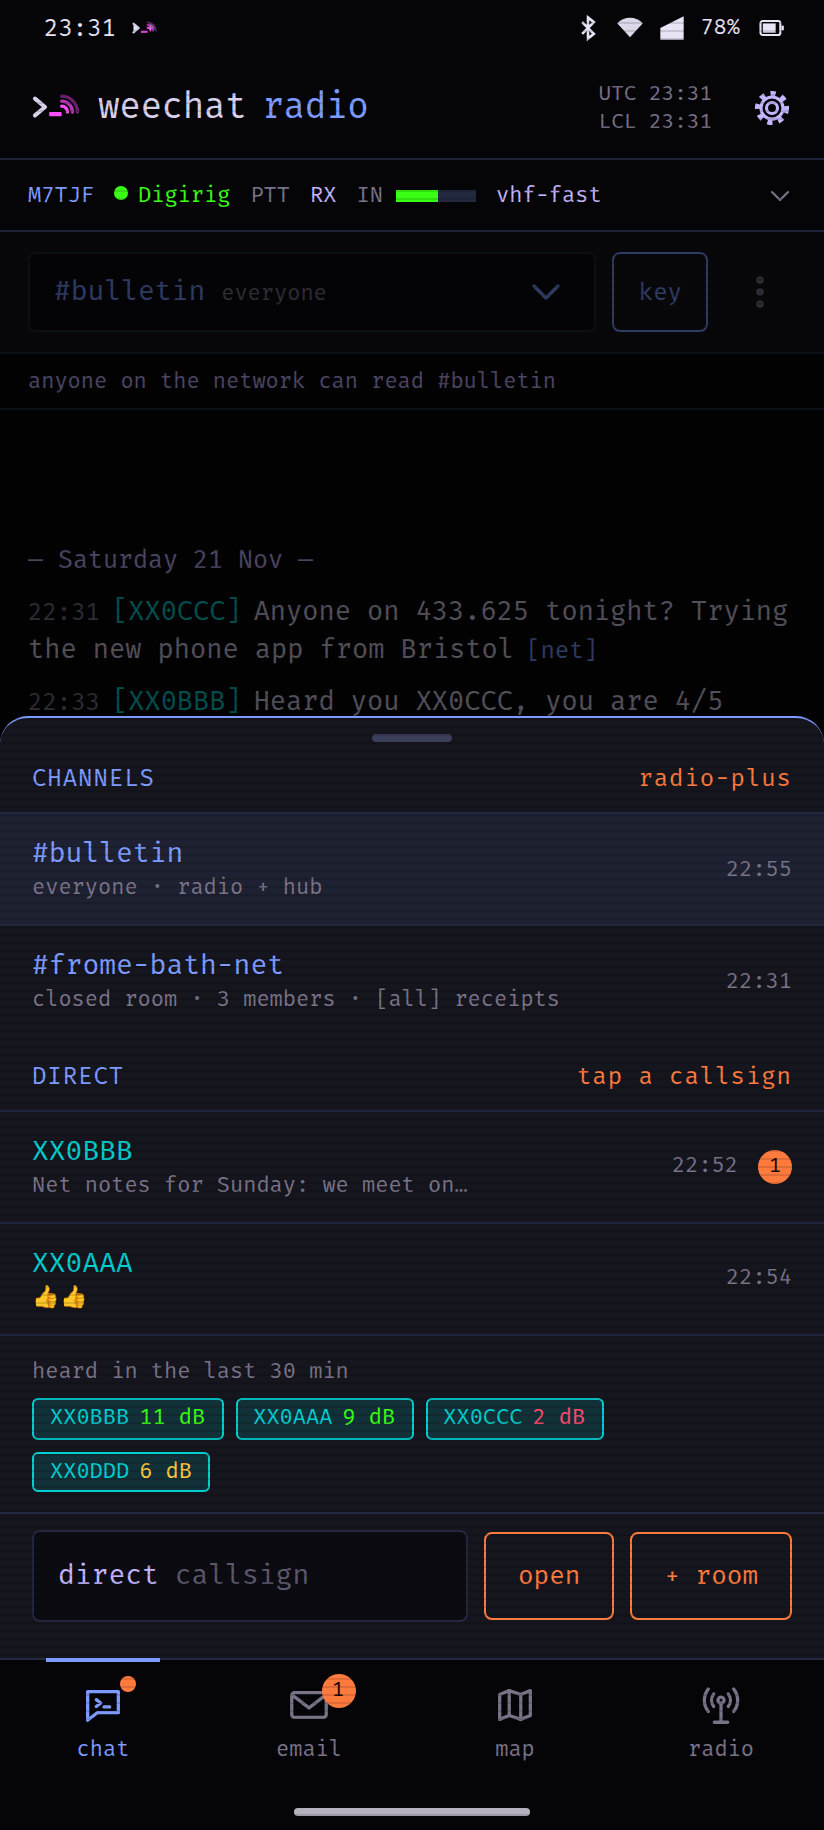 23:31 78%
weechat radio UTC 23:31
LCL 23:31
M7TJF Digirig PTT RX IN vhf-fast
#bulletin everyone key
anyone on the network can read #bulletin
— Saturday 21 Nov —
22:31 [XX0CCC] Anyone on 433.625 tonight? Trying
the new phone app from Bristol [net]
22:33 [XX0BBB] Heard you XX0CCC, you are 4/5
CHANNELS radio-plus
#bulletin
everyone · radio + hub 22:55
#frome-bath-net
closed room · 3 members · [all] receipts 22:31
DIRECT tap a callsign
XX0BBB
Net notes for Sunday: we meet on… 22:52 1
XX0AAA
👍👍 22:54
heard in the last 30 min
XX0BBB 11 dB XX0AAA 9 dB XX0CCC 2 dB
XX0DDD 6 dB
direct callsign open + room
1
chat email map radio